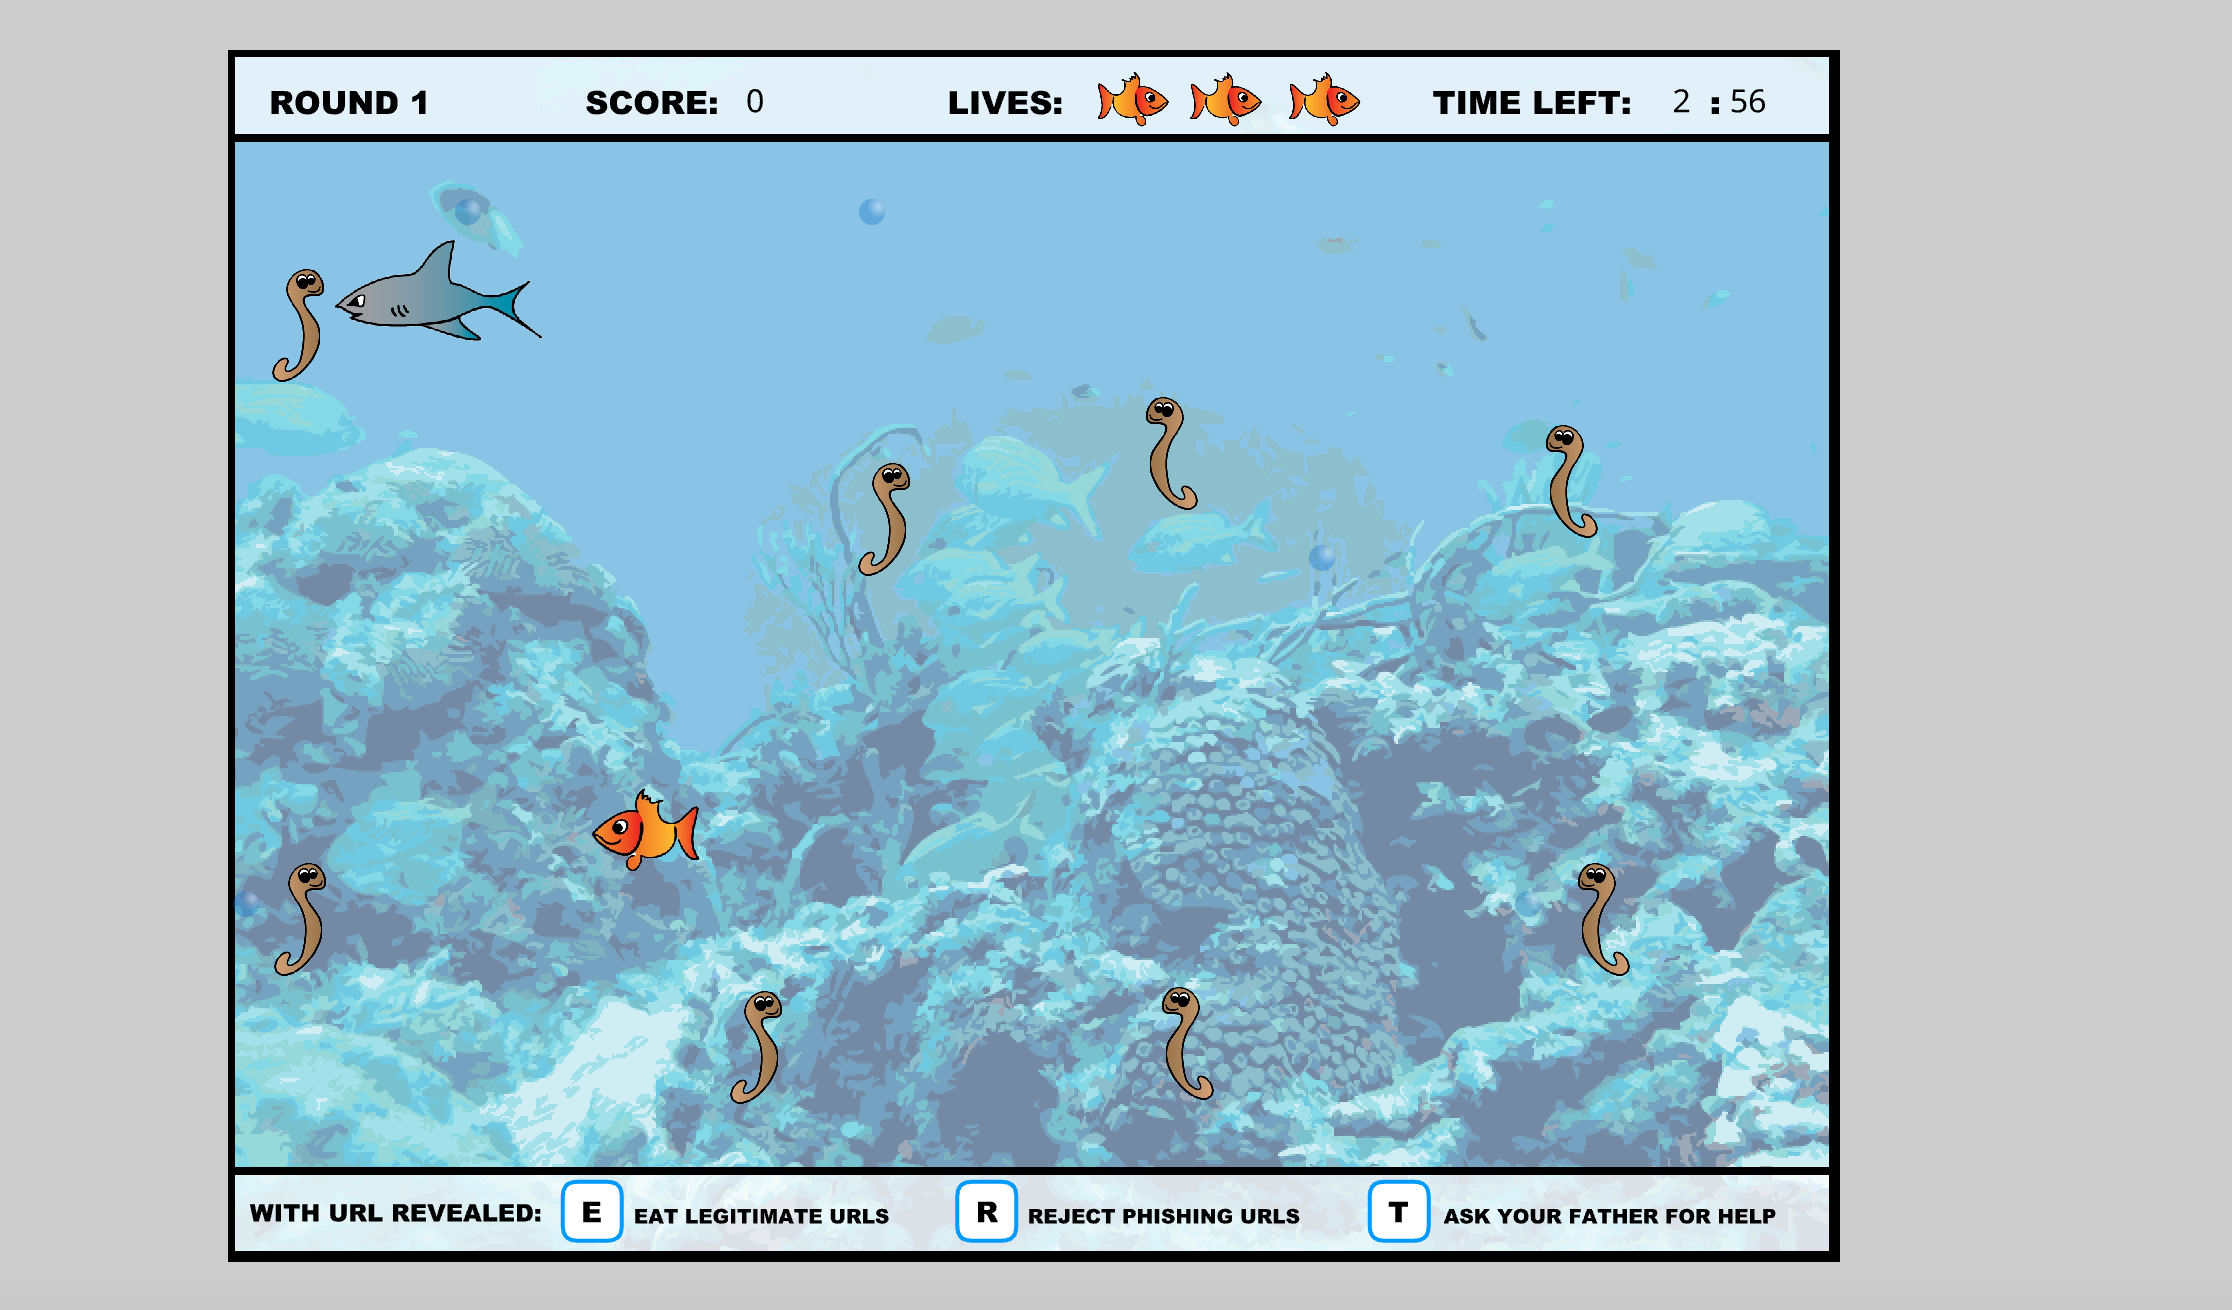 ROUND 1 SCORE: 0 LIVES: TIME LEFT: 2 : 56
WITH URL REVEALED: E EAT LEGITIMATE URLS R REJECT PHISHING URLS T ASK YOUR FATHER FOR HELP